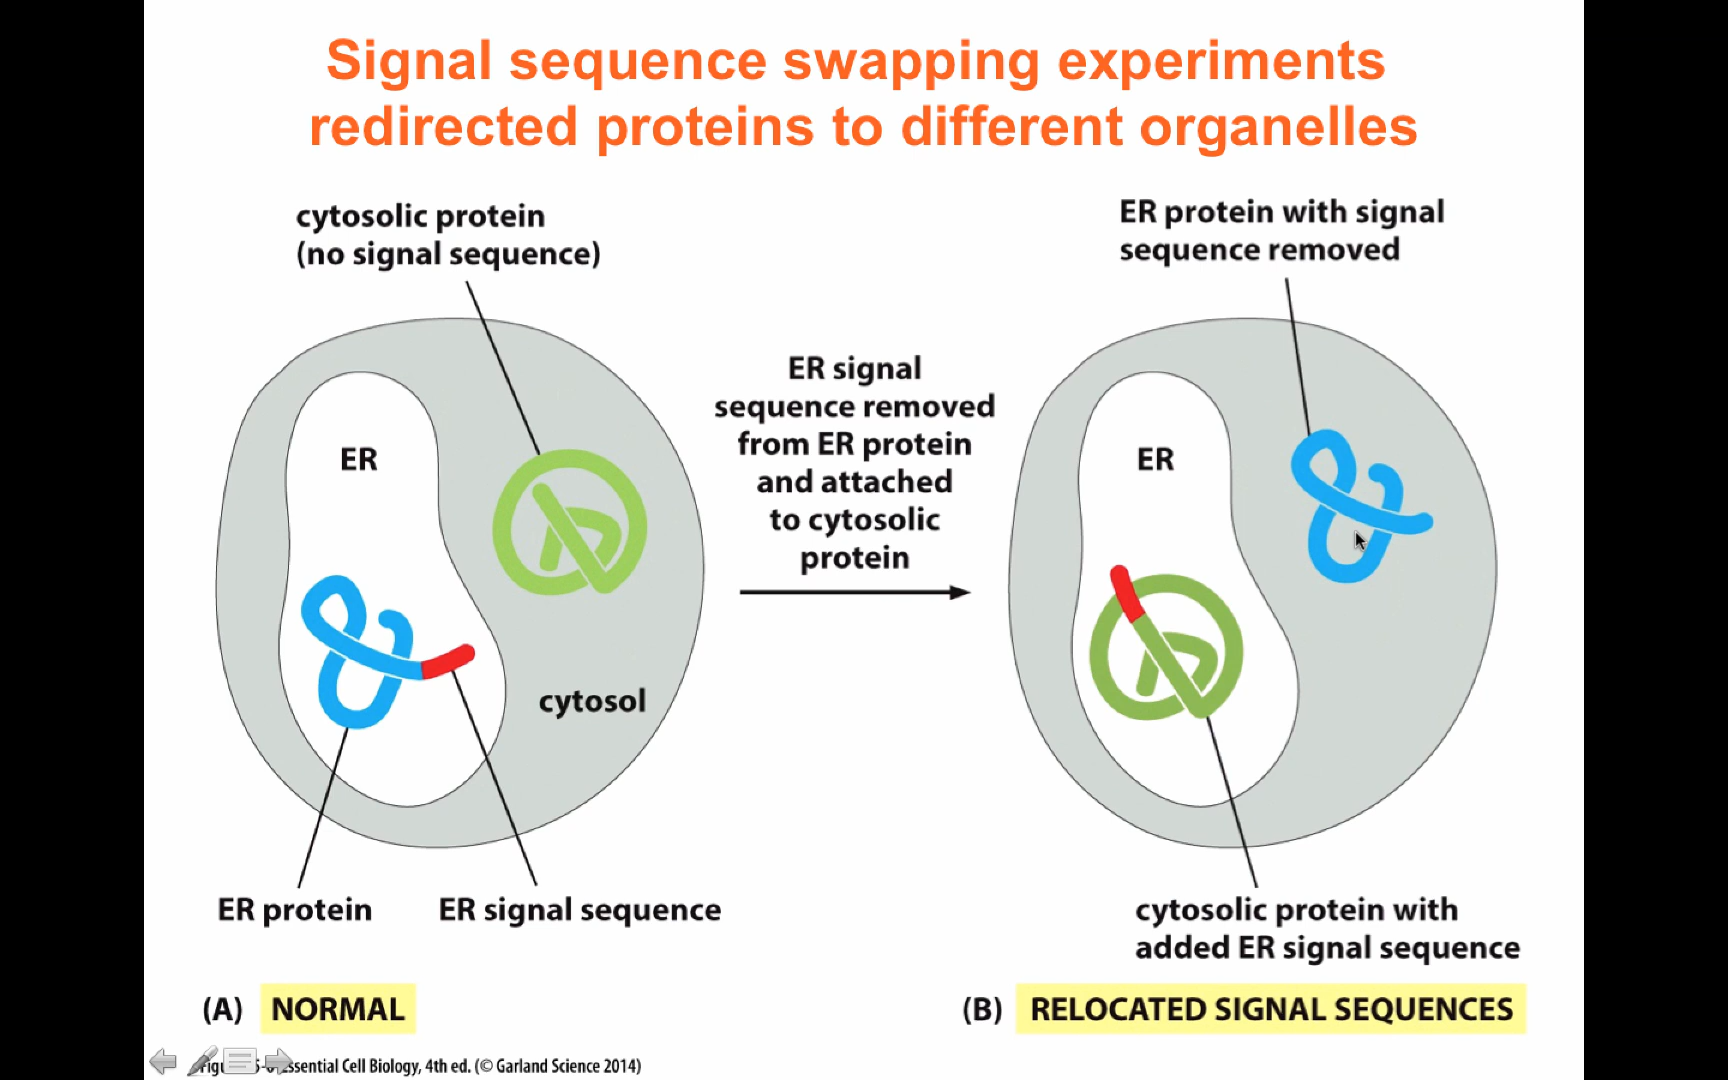 Signal sequence swapping experiments
redirected proteins to different organelles
cytosolic protein
(no signal sequence)
ER
cytosol
ER protein
ER signal sequence
(A) NORMAL
ER signal
sequence removed
from ER protein
and attached
to cytosolic
protein
ER protein with signal
sequence removed
ER
cytosolic protein with
added ER signal sequence
(B) RELOCATED SIGNAL SEQUENCES
Essential Cell Biology, 4th ed. (© Garland Science 2014)